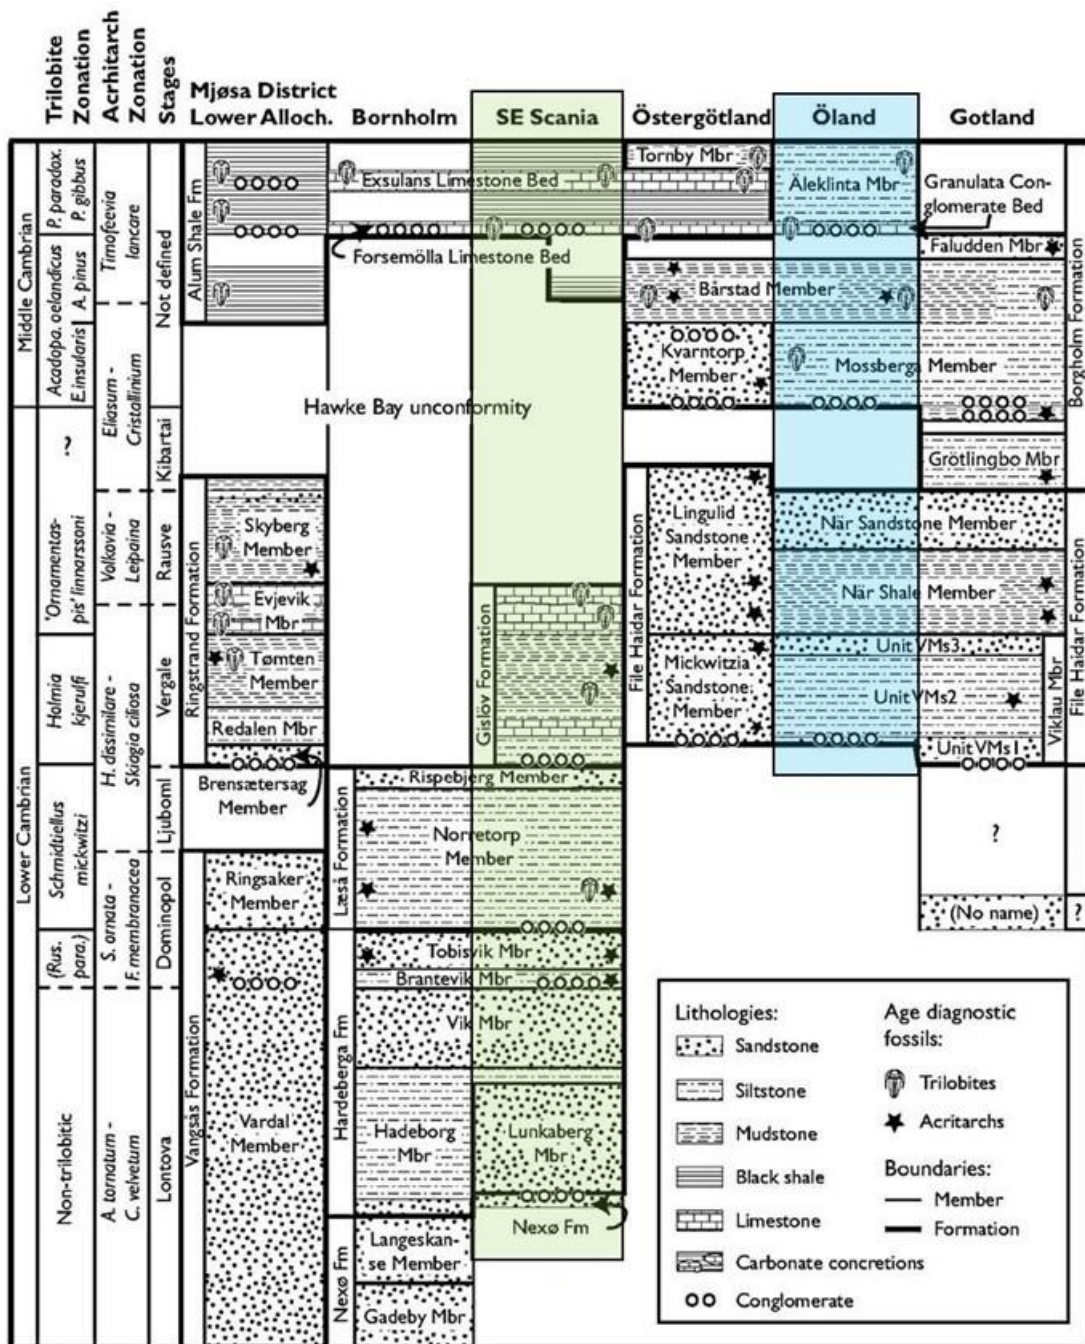 Trilobite
Zonation
Acrhitarch
Zonation
Stages
Mjøsa District
Lower Alloch.
Bornholm
SE Scania
Östergötland
Öland
Gotland
Middle Cambrian
Lower Cambrian
P. paradox.
P. gibbus
Acadopa. oelandicus
E.insularis | A. pinus
-?
'Ornamentas-
pis' linnarssoni
Holmia
kjerulfi
Schmidtiellus
mickwitzi
(Rus.
para.)
Non-trilobitic
Timofeevia
lancare
Eliasum -
Cristallinium
Volkovia -
Leipaina
H. dissimilare -
Skiagia ciliosa
S. ornata -
F. membranacea
A. tornatum -
C. velvetum
Not defined
Kibartai
Rausve
Vergale
Ljuboml
Dominopol
Lontova
Alum Shale Fm
Ringstrand Formation
Skyberg
Member
Evjevik
Mbr
Tømten
Member
Redalen Mbr
Brensætersag
Member
Vangsås Formation
Ringsaker
Member
Vardal
Member
Exsulans Limestone Bed
Forsemölla Limestone Bed
Hawke Bay unconformity
Gislöv Formation
Læså Formation
Rispebjerg Member
Norretorp
Member
Hardeberga Fm
Tobisvik Mbr
Brantevik Mbr
Vik Mbr
Hadeborg
Mbr
Lunkaberg
Mbr
Nexø Fm
Nexø Fm
Langeskan-
se Member
Gadeby Mbr
Tornby Mbr
Äleklinta Mbr
Granulata Con-
glomerate Bed
Faludden Mbr
Bårstad Member
Kvarntorp
Member
Mossberga Member
Borgholm Formation
Grötlingbo Mbr
File Haidar Formation
Lingulid
Sandstone
Member
Mickwitzia
Sandstone
Member
När Sandstone Member
När Shale Member
Unit VMs3
Unit VMs2
Unit VMs1
Viklau Mbr
File Haidar Formation
?
(No name)
?
Lithologies:
Sandstone
Siltstone
Mudstone
Black shale
Limestone
Carbonate concretions
Conglomerate
Age diagnostic
fossils:
Trilobites
Acritarchs
Boundaries:
Member
Formation